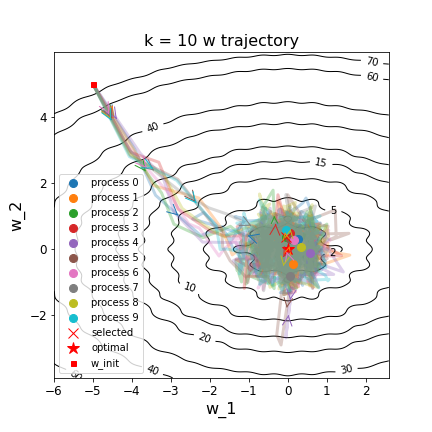 k = 10 w trajectory
70
60
40
15
5
2
10
20
30
40
4
2
0
−2
w_2
process 0
process 1
process 2
process 3
process 4
process 5
process 6
process 7
process 8
process 9
selected
optimal
w_init
−6 −5 −4 −3 −2 −1 0 1 2
w_1